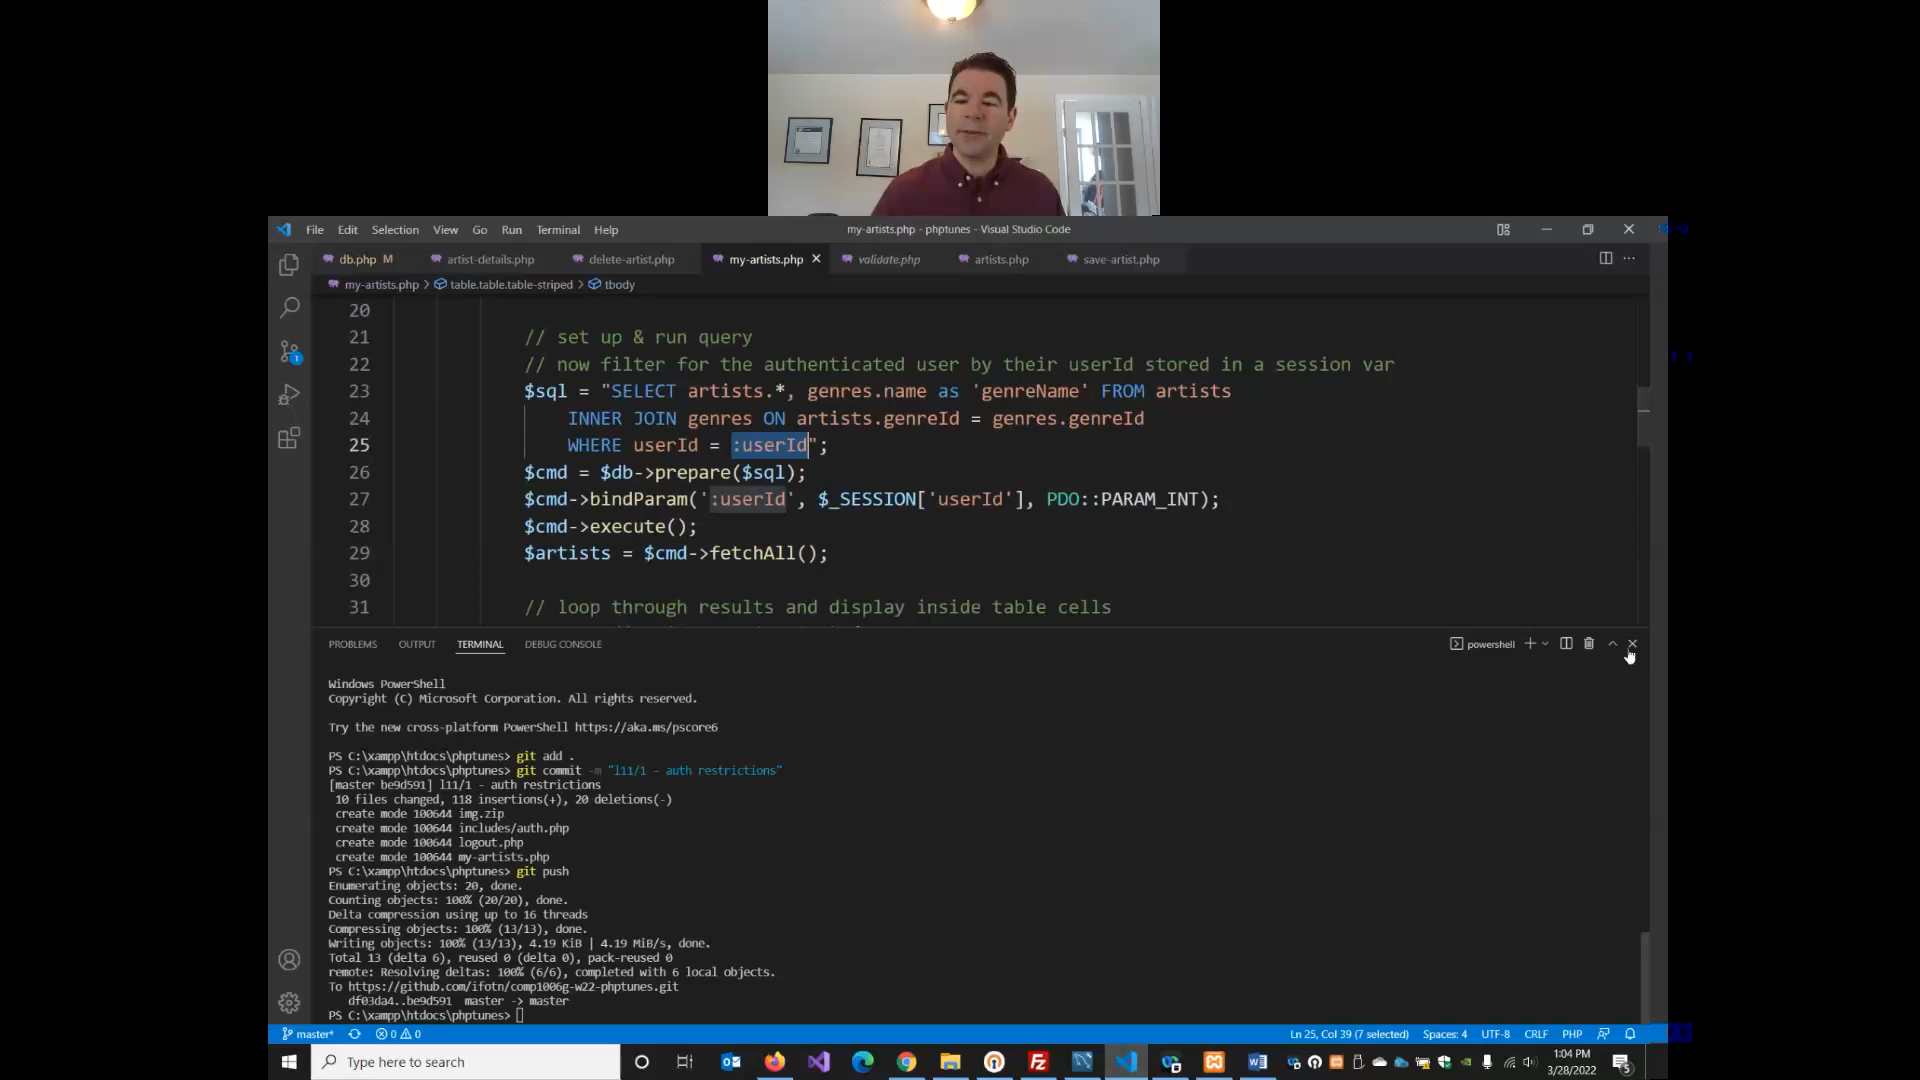 File Edit Selection View Go Run Terminal Help
my-artists.php - phptunes - Visual Studio Code
db.php M
artist-details.php
delete-artist.php
my-artists.php
validate.php
artists.php
save-artist.php
my-artists.php > table.table.table-striped > tbody
20
21 // set up & run query
22 // now filter for the authenticated user by their userId stored in a session var
23 $sql = "SELECT artists.*, genres.name as 'genreName' FROM artists
24 INNER JOIN genres ON artists.genreId = genres.genreId
25 WHERE userId = :userId";
26 $cmd = $db->prepare($sql);
27 $cmd->bindParam(':userId', $_SESSION['userId'], PDO::PARAM_INT);
28 $cmd->execute();
29 $artists = $cmd->fetchAll();
30
31 // loop through results and display inside table cells
PROBLEMS OUTPUT TERMINAL DEBUG CONSOLE
powershell
Windows PowerShell
Copyright (C) Microsoft Corporation. All rights reserved.
Try the new cross-platform PowerShell https://aka.ms/pscore6
PS C:\xampp\htdocs\phptunes> git add .
PS C:\xampp\htdocs\phptunes> git commit -m "l11/1 - auth restrictions"
[master be9d591] l11/1 - auth restrictions
10 files changed, 118 insertions(+), 20 deletions(-)
create mode 100644 img.zip
create mode 100644 includes/auth.php
create mode 100644 logout.php
create mode 100644 my-artists.php
PS C:\xampp\htdocs\phptunes> git push
Enumerating objects: 20, done.
Counting objects: 100% (20/20), done.
Delta compression using up to 16 threads
Compressing objects: 100% (13/13), done.
Writing objects: 100% (13/13), 4.19 KiB | 4.19 MiB/s, done.
Total 13 (delta 6), reused 0 (delta 0), pack-reused 0
remote: Resolving deltas: 100% (6/6), completed with 6 local objects.
To https://github.com/ifotn/comp1006g-w22-phptunes.git
df03da4..be9d591 master -> master
PS C:\xampp\htdocs\phptunes>
master* 0 0
Ln 25, Col 39 (7 selected) Spaces: 4 UTF-8 CRLF PHP
Type here to search
1:04 PM
3/28/2022
5